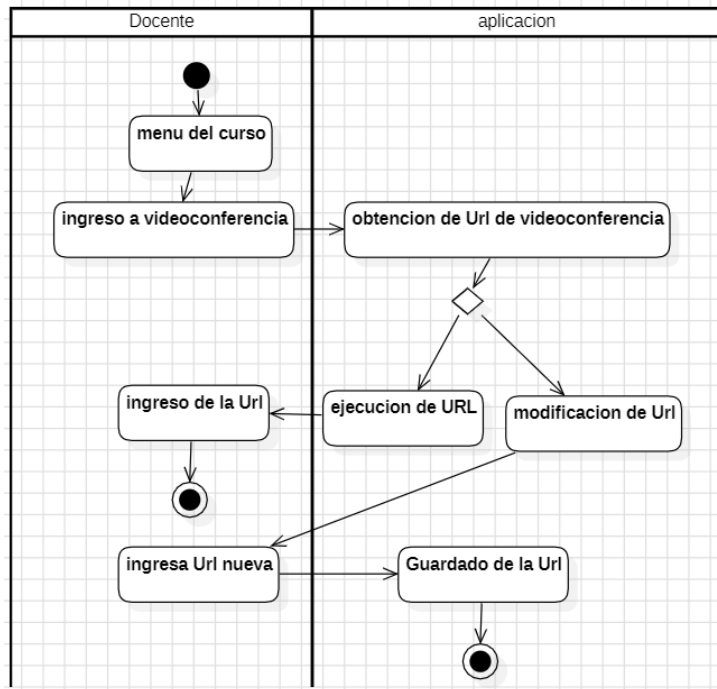 Docente
aplicacion
menu del curso
ingreso a videoconferencia
obtencion de Url de videoconferencia
ingreso de la Url
ejecucion de URL
modificacion de Url
ingresa Url nueva
Guardado de la Url